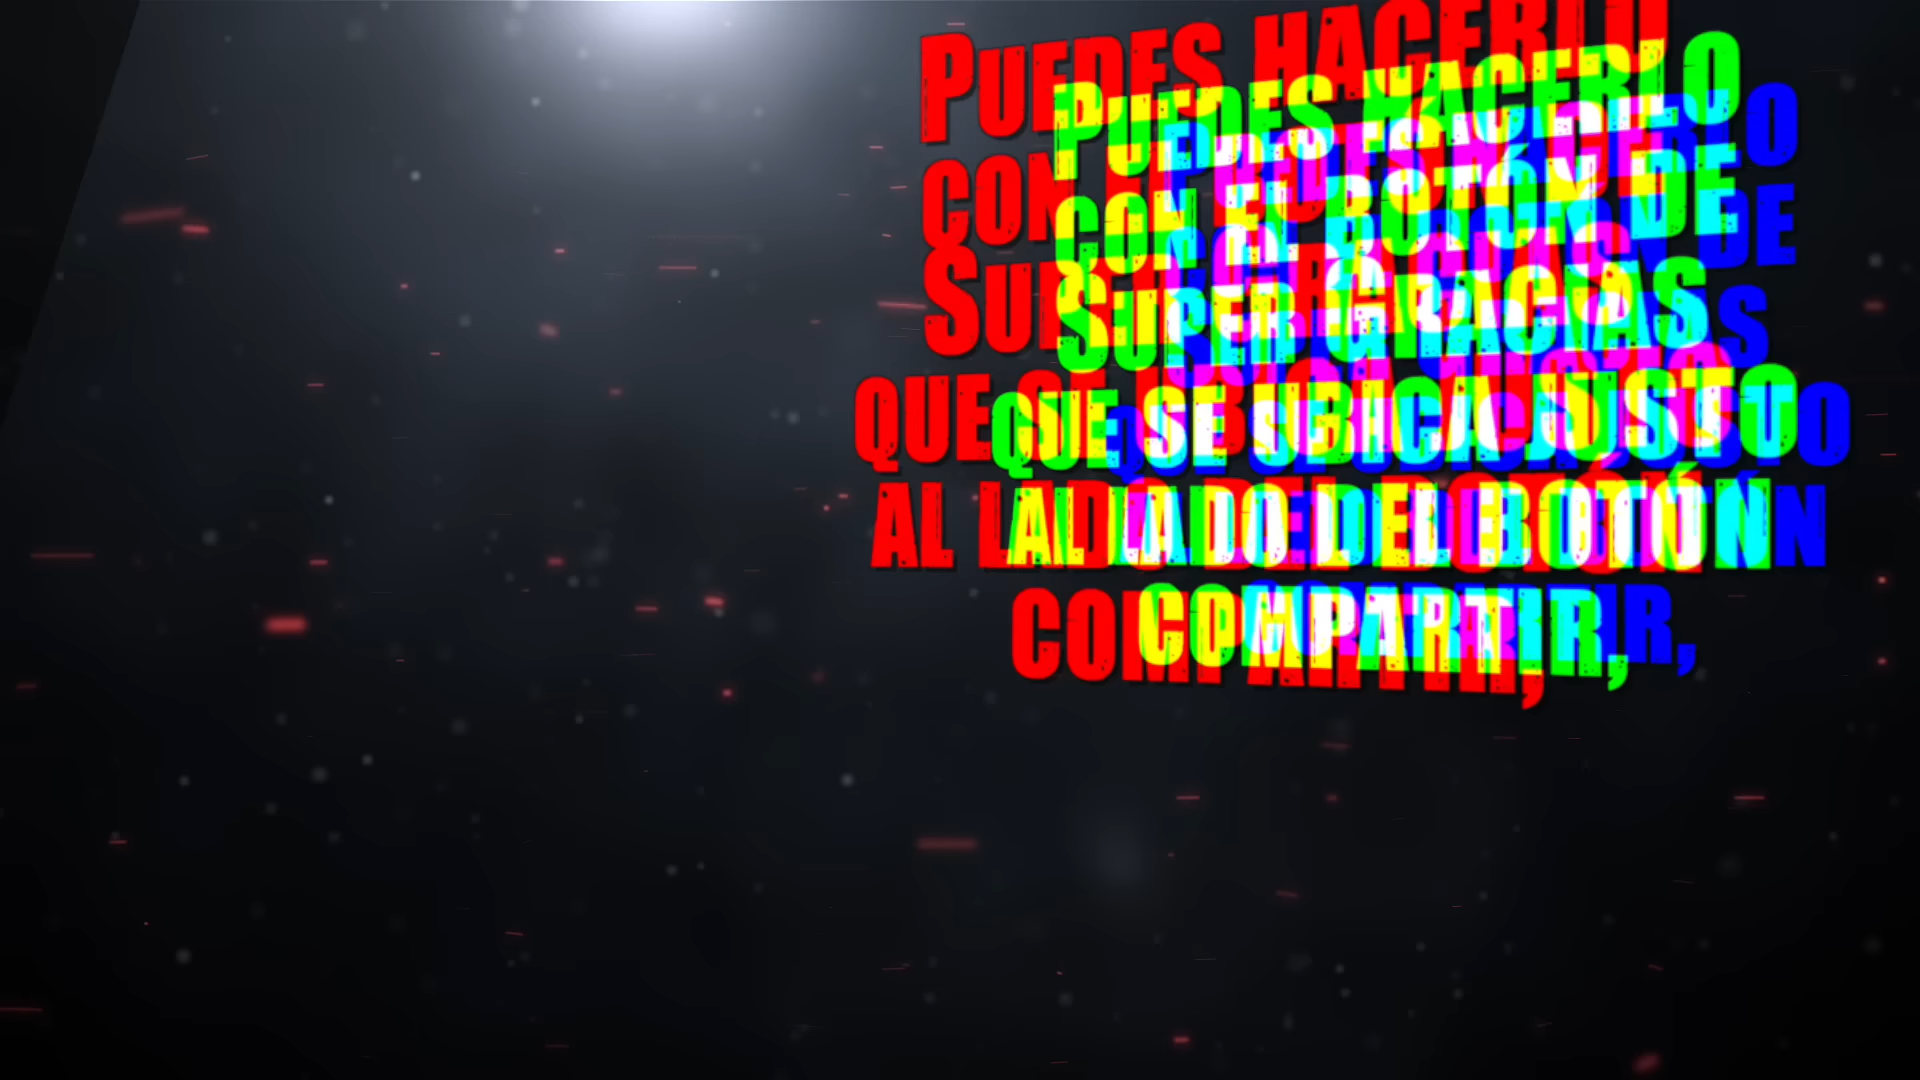 Puedes hacerlo
con el botón de
Super Gracias
que se ubica justo
al lado del botón
compartir,